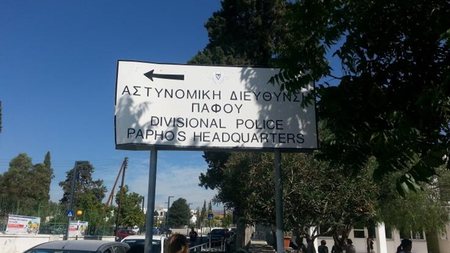 ΑΣΤΥΝΟΜΙΚΗ ΔΙΕΥΘΥΝΣΗ
ΠΑΦΟΥ
DIVISIONAL POLICE
PAPHOS HEADQUARTERS